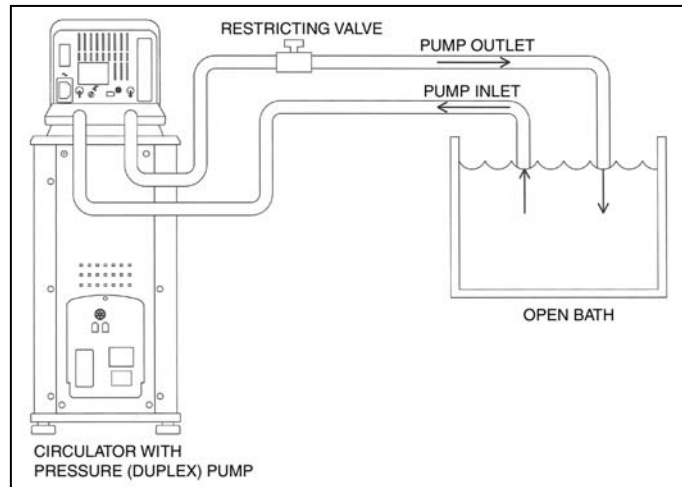 RESTRICTING VALVE
PUMP OUTLET
PUMP INLET
OPEN BATH
CIRCULATOR WITH
PRESSURE (DUPLEX) PUMP